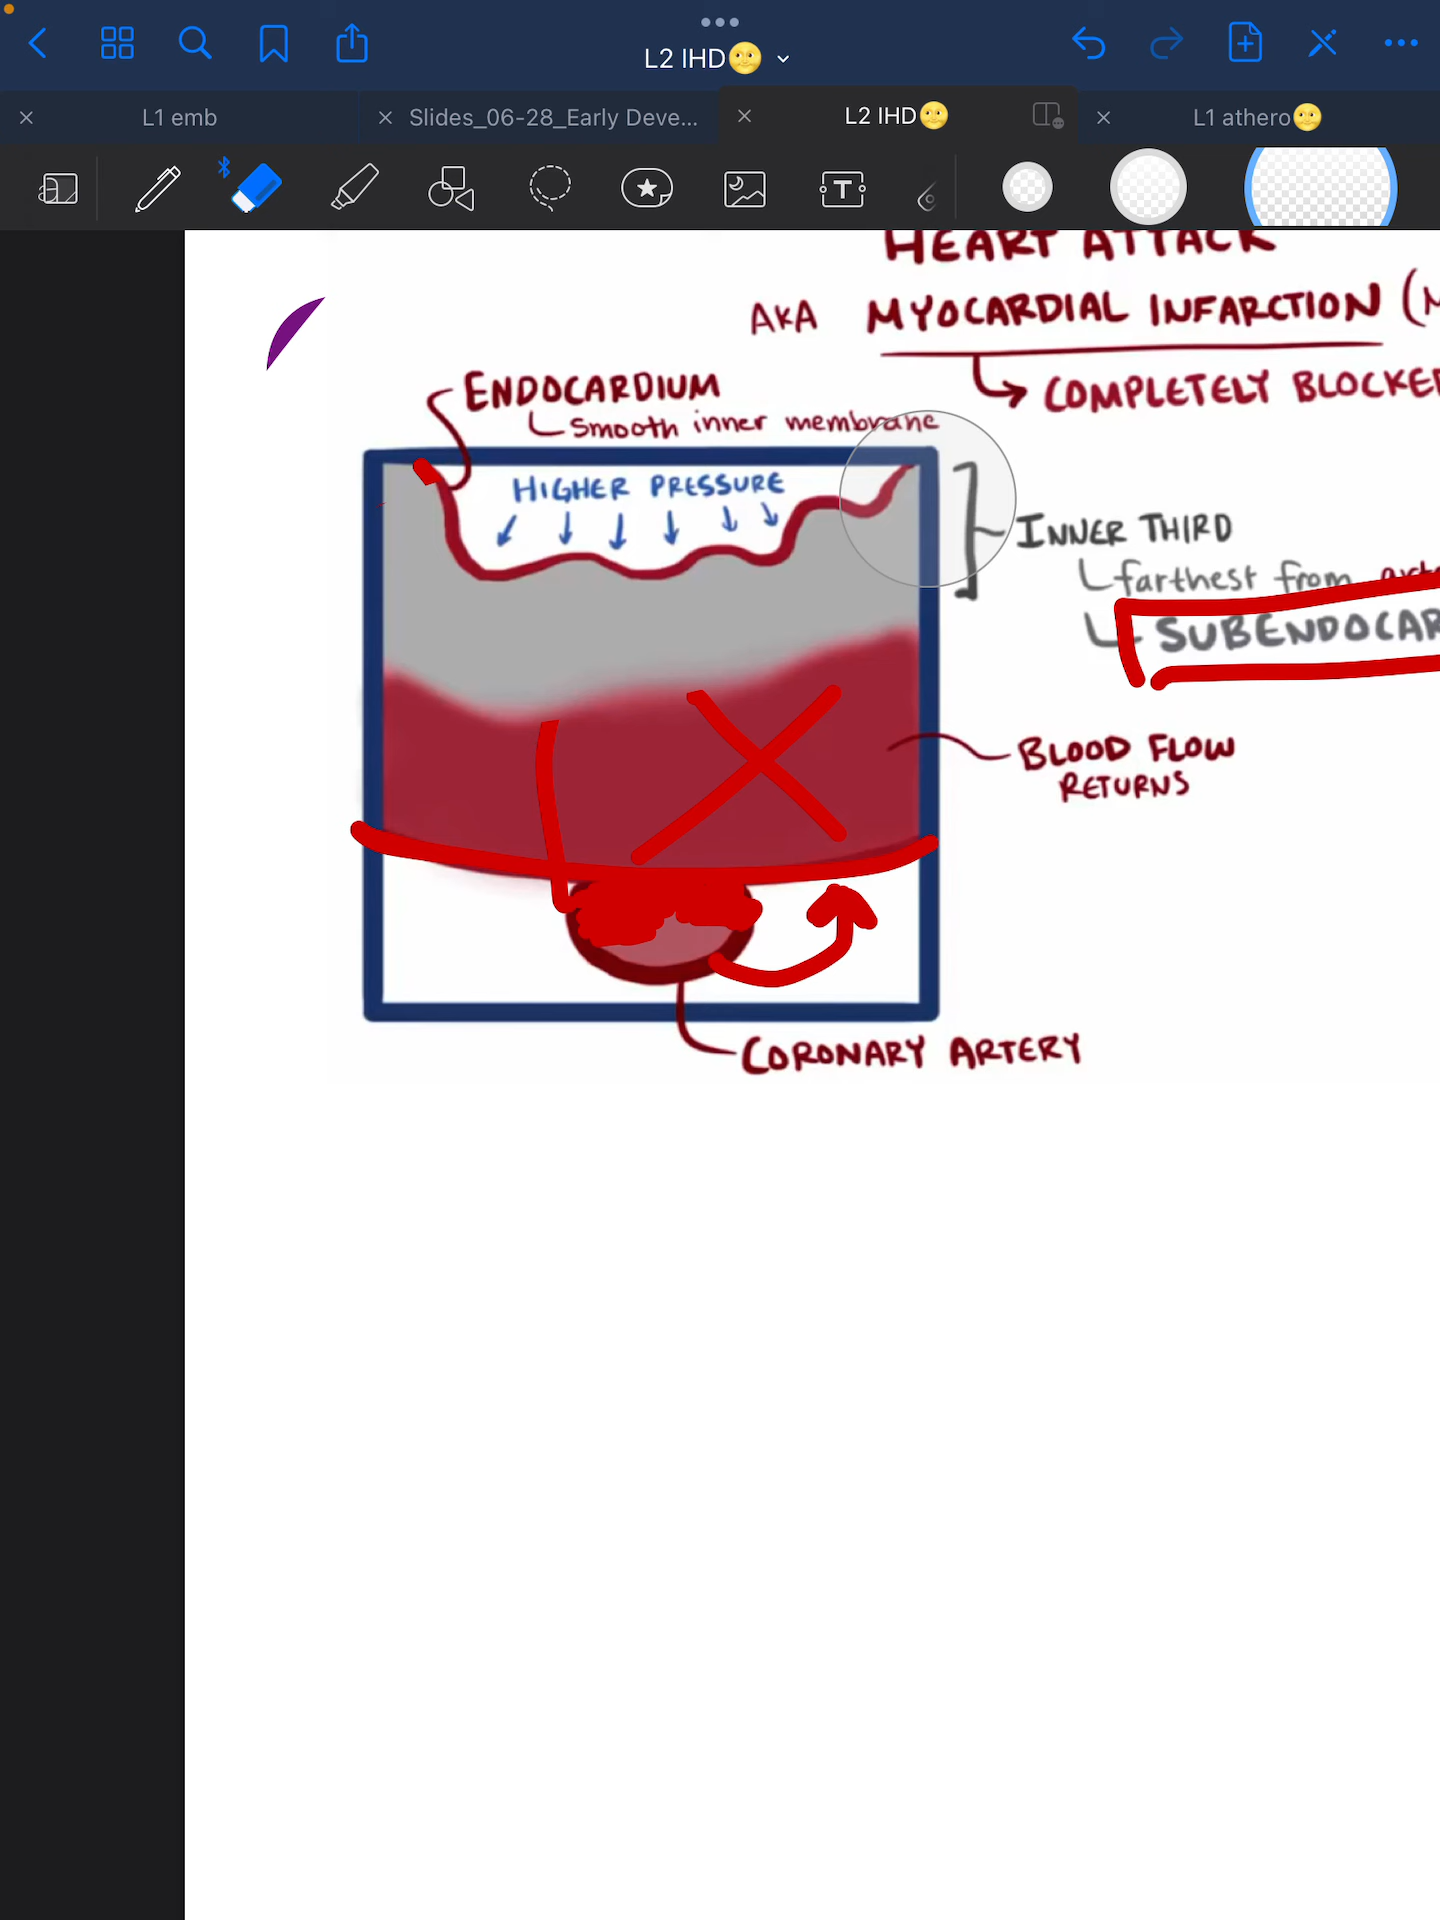 L2 IHD🌝
L1 emb
Slides_06-28_Early Deve...
L2 IHD🌝
L1 athero🌝
T
HEART ATTACK
AKA MYOCARDIAL INFARCTION (M
COMPLETELY BLOCKE
ENDOCARDIUM
Smooth inner membrane
HIGHER PRESSURE
INNER THIRD
farthest from
SUBENDOCAR
BLOOD FLOW
RETURNS
CORONARY ARTERY